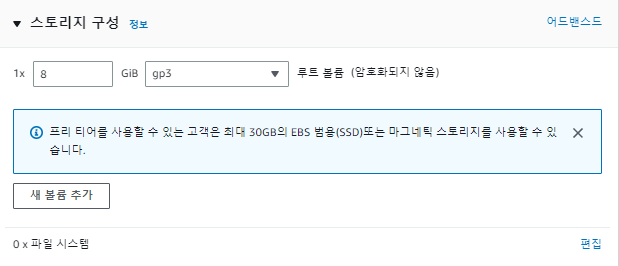 스토리지 구성 정보 어드밴스드
1x 8 GiB gp3 루트 볼륨 (암호화되지 않음)
프리 티어를 사용할 수 있는 고객은 최대 30GB의 EBS 범용(SSD)또는 마그네틱 스토리지를 사용할 수 있
습니다.
새 볼륨 추가
0 x 파일 시스템 편집